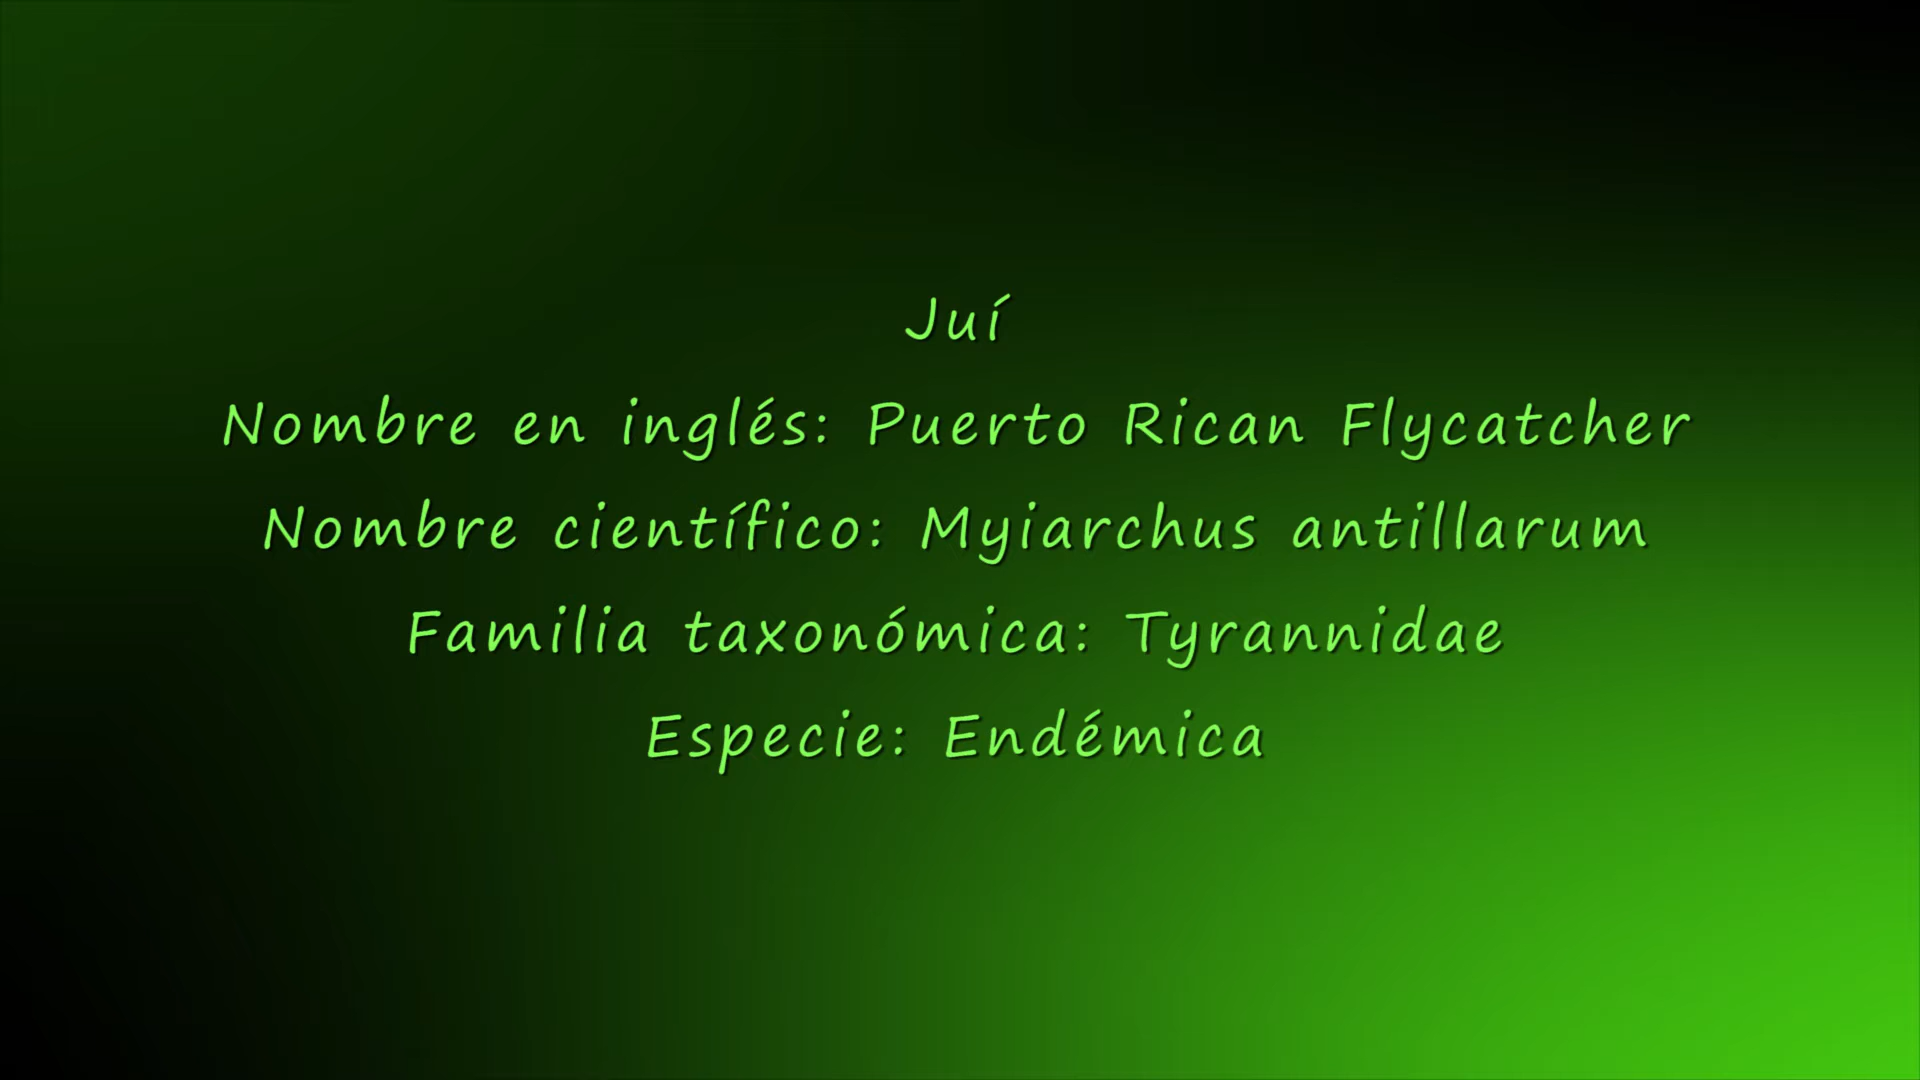 Juí
Nombre en inglés: Puerto Rican Flycatcher
Nombre científico: Myiarchus antillarum
Familia taxonómica: Tyrannidae
Especie: Endémica